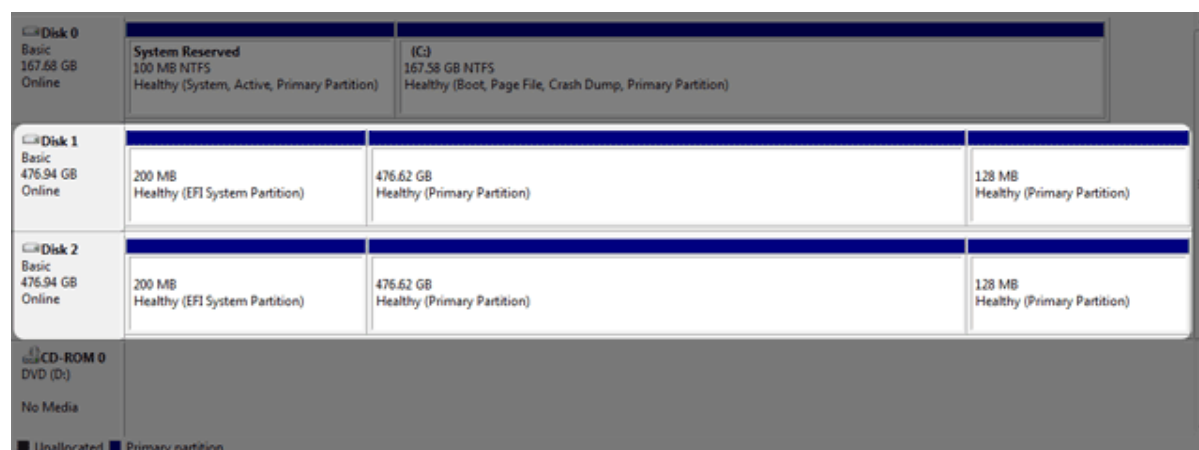 Disk 0
Basic
167.68 GB
Online
System Reserved
100 MB NTFS
Healthy (System, Active, Primary Partition)
(C:)
167.58 GB NTFS
Healthy (Boot, Page File, Crash Dump, Primary Partition)
Disk 1
Basic
476.94 GB
Online
200 MB
Healthy (EFI System Partition)
476.62 GB
Healthy (Primary Partition)
128 MB
Healthy (Primary Partition)
Disk 2
Basic
476.94 GB
Online
200 MB
Healthy (EFI System Partition)
476.62 GB
Healthy (Primary Partition)
128 MB
Healthy (Primary Partition)
CD-ROM 0
DVD (D:)
No Media
Unallocated Primary partition